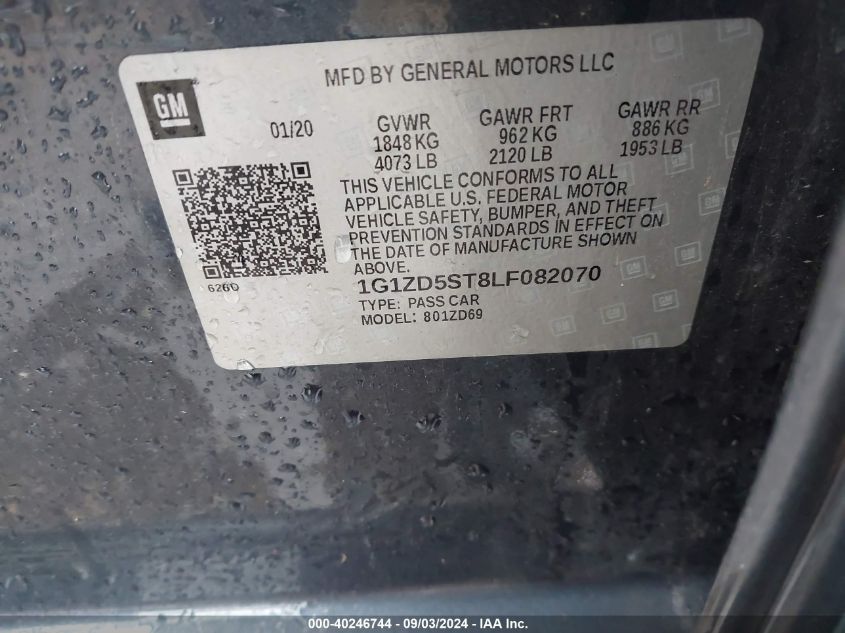 MFD BY GENERAL MOTORS LLC
GM
01/20
GVWR GAWR FRT GAWR RR
1848 KG 962 KG 886 KG
4073 LB 2120 LB 1953 LB
THIS VEHICLE CONFORMS TO ALL
APPLICABLE U.S. FEDERAL MOTOR
VEHICLE SAFETY, BUMPER, AND THEFT
PREVENTION STANDARDS IN EFFECT ON
THE DATE OF MANUFACTURE SHOWN
ABOVE.
626D
1G1ZD5ST8LF082070
TYPE: PASS CAR
MODEL: 801ZD69
000-40246744 - 09/03/2024 - IAA Inc.